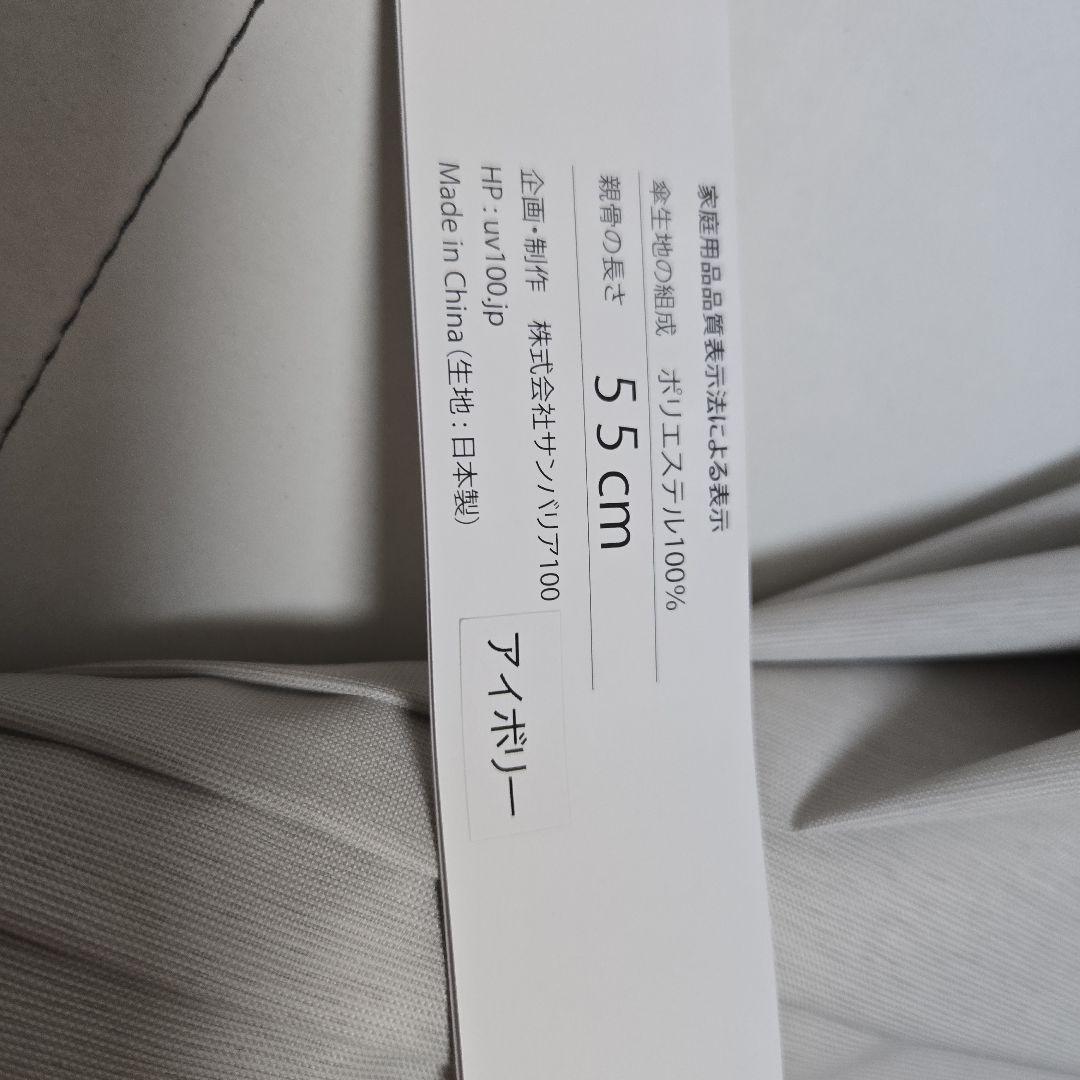 家庭用品品質表示法による表示
傘生地の組成　ポリエステル100%
親骨の長さ　55cm
企画・制作　株式会社サンバリア100
HP : uv100.jp
Made in China (生地 : 日本製)
アイボリー